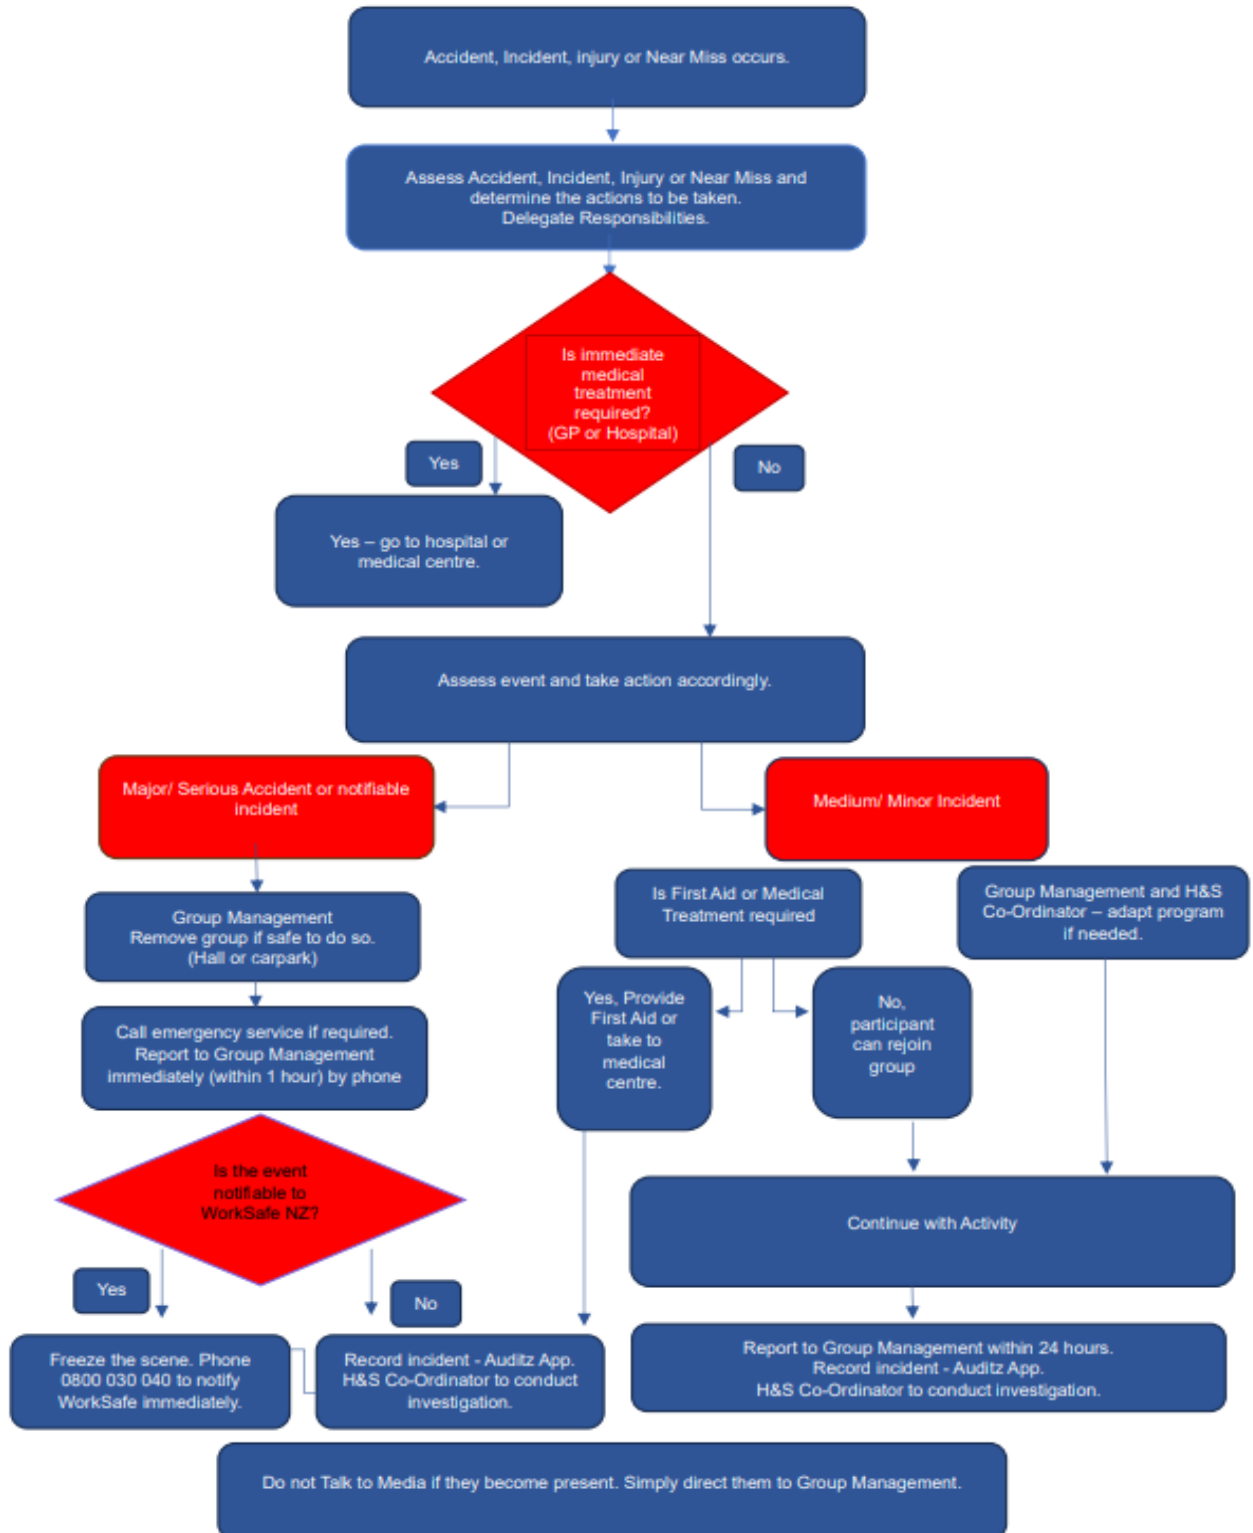 Accident, Incident, injury or Near Miss occurs.
Assess Accident, Incident, Injury or Near Miss and
determine the actions to be taken.
Delegate Responsibilities.
Is immediate
medical
treatment
required?
(GP or Hospital)
Yes
No
Yes – go to hospital or
medical centre.
Assess event and take action accordingly.
Major/ Serious Accident or notifiable
incident
Medium/ Minor Incident
Group Management
Remove group if safe to do so.
(Hall or carpark)
Is First Aid or Medical
Treatment required
Group Management and H&S
Co-Ordinator – adapt program
if needed.
Call emergency service if required.
Report to Group Management
immediately (within 1 hour) by phone
Yes, Provide
First Aid or
take to
medical
centre.
No,
participant
can rejoin
group
Is the event
notifiable to
WorkSafe NZ?
Continue with Activity
Yes
No
Freeze the scene. Phone
0800 030 040 to notify
WorkSafe immediately.
Record incident - Auditz App.
H&S Co-Ordinator to conduct
investigation.
Report to Group Management within 24 hours.
Record incident - Auditz App.
H&S Co-Ordinator to conduct investigation.
Do not Talk to Media if they become present. Simply direct them to Group Management.